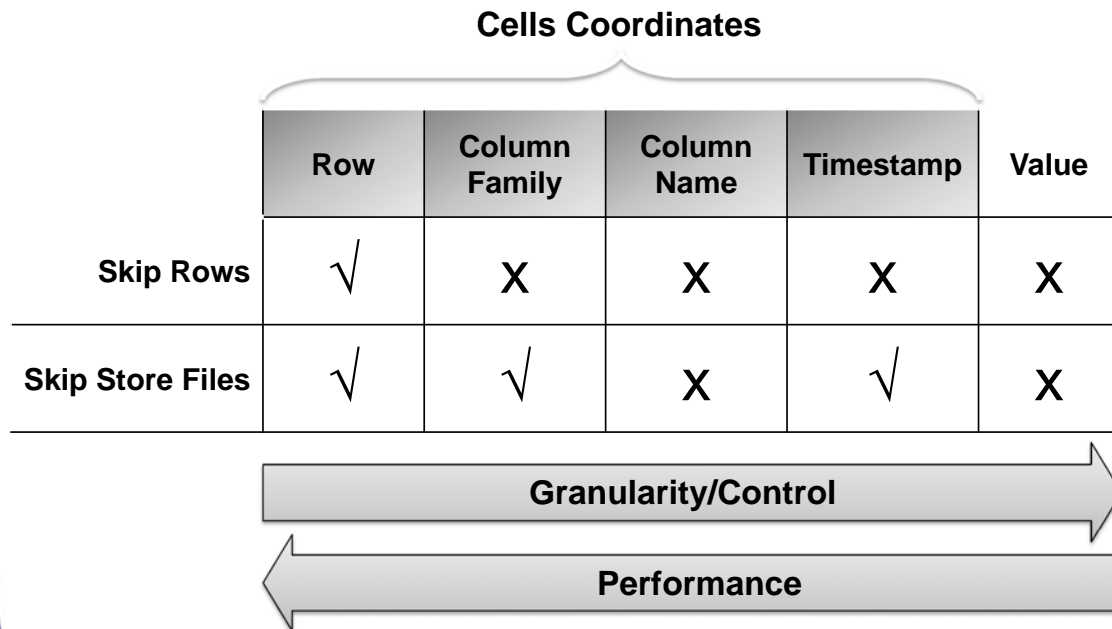 Cells Coordinates
Row Column Family Column Name Timestamp Value
Skip Rows √ X X X X
Skip Store Files √ √ X √ X
Granularity/Control
Performance